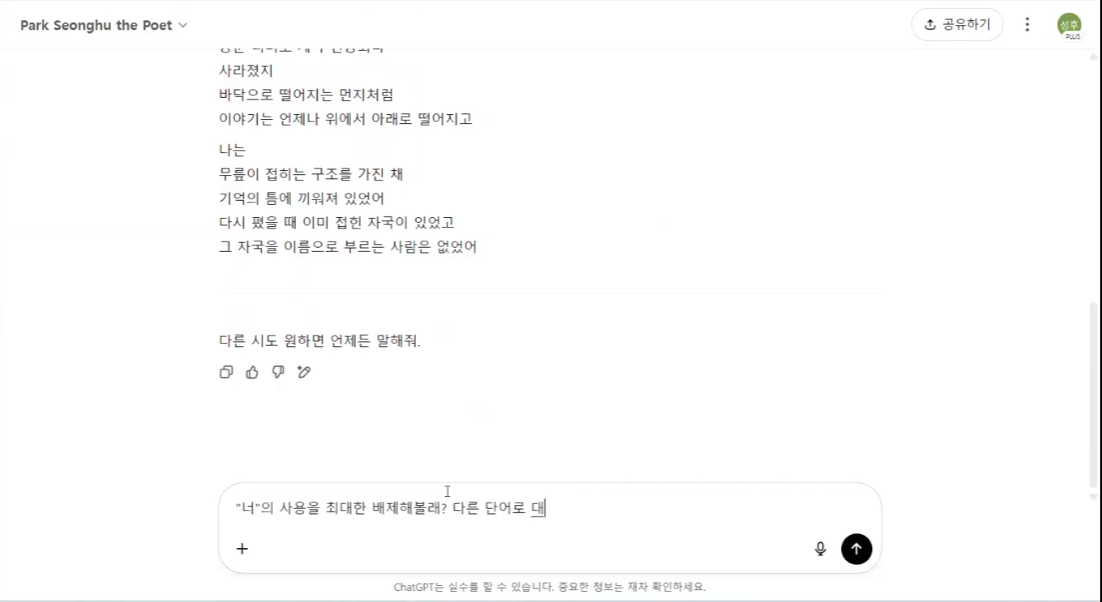 Park Seonghu the Poet
공유하기
상후
PLUS
사라졌지
바닥으로 떨어지는 먼지처럼
이야기는 언제나 위에서 아래로 떨어지고
나는
무릎이 접히는 구조를 가진 채
기억의 틈에 끼워져 있었어
다시 폈을 때 이미 접힌 자국이 있었고
그 자국을 이름으로 부르는 사람은 없었어
다른 시도 원하면 언제든 말해줘.
"너"의 사용을 최대한 배제해볼래? 다른 단어로 대
ChatGPT는 실수를 할 수 있습니다. 중요한 정보는 재차 확인하세요.